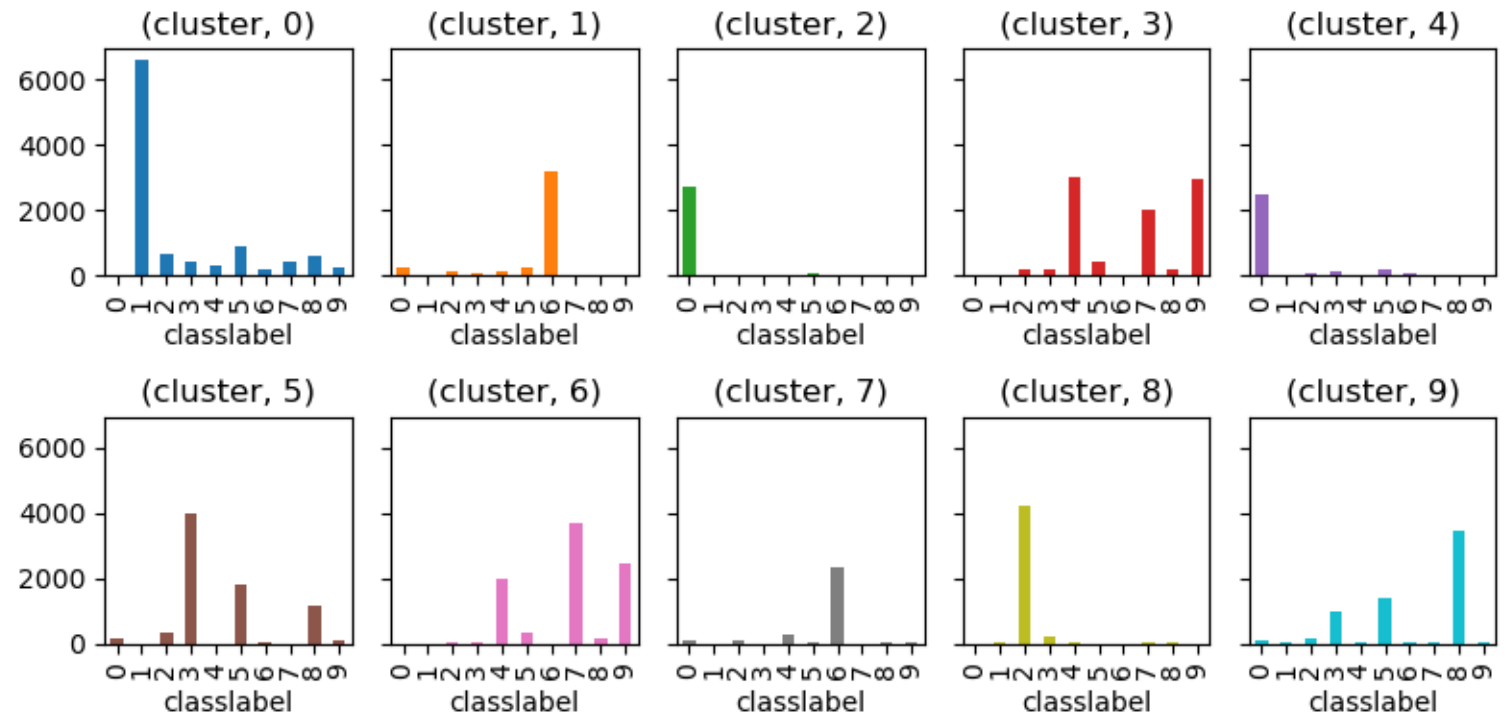 (cluster, 0) (cluster, 1) (cluster, 2) (cluster, 3) (cluster, 4)
6000
4000
2000
0
0 1 2 3 4 5 6 7 8 9 0 1 2 3 4 5 6 7 8 9 0 1 2 3 4 5 6 7 8 9 0 1 2 3 4 5 6 7 8 9 0 1 2 3 4 5 6 7 8 9
classlabel classlabel classlabel classlabel classlabel
(cluster, 5) (cluster, 6) (cluster, 7) (cluster, 8) (cluster, 9)
6000
4000
2000
0
0 1 2 3 4 5 6 7 8 9 0 1 2 3 4 5 6 7 8 9 0 1 2 3 4 5 6 7 8 9 0 1 2 3 4 5 6 7 8 9 0 1 2 3 4 5 6 7 8 9
classlabel classlabel classlabel classlabel classlabel